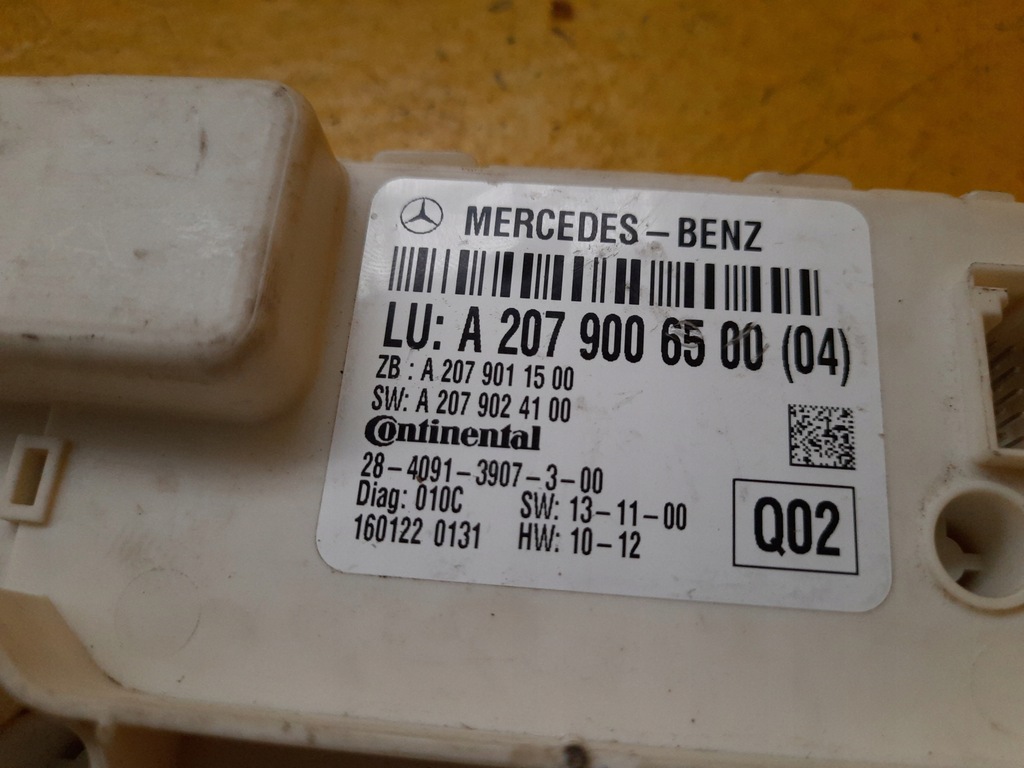 MERCEDES-BENZ
LU: A 207 900 65 00 (04)
ZB : A 207 901 15 00
SW: A 207 902 41 00
Continental
28-4091-3907-3-00
Diag: 010C SW: 13-11-00
160122 0131 HW: 10-12
Q02